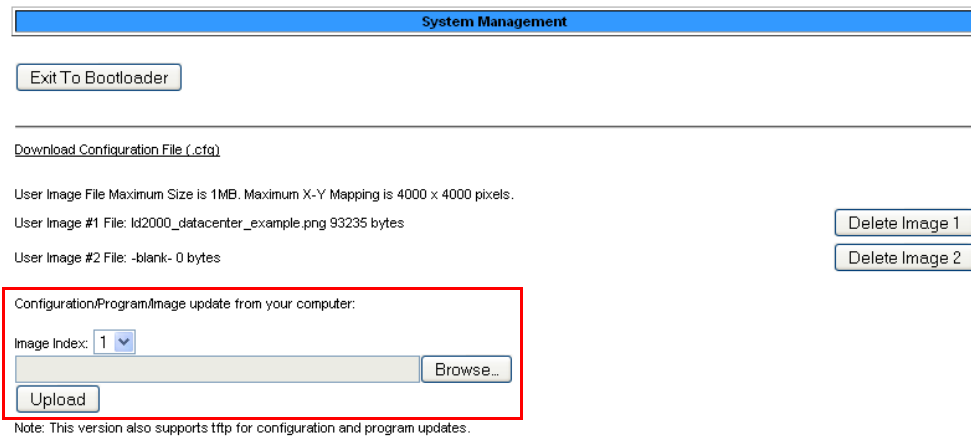 System Management
Exit To Bootloader
Download Configuration File (.cfg)
User Image File Maximum Size is 1MB. Maximum X-Y Mapping is 4000 x 4000 pixels.
User Image #1 File: ld2000_datacenter_example.png 93235 bytes
Delete Image 1
User Image #2 File: -blank- 0 bytes
Delete Image 2
Configuration/Program/Image update from your computer:
Image Index: 1
Browse...
Upload
Note: This version also supports tftp for configuration and program updates.